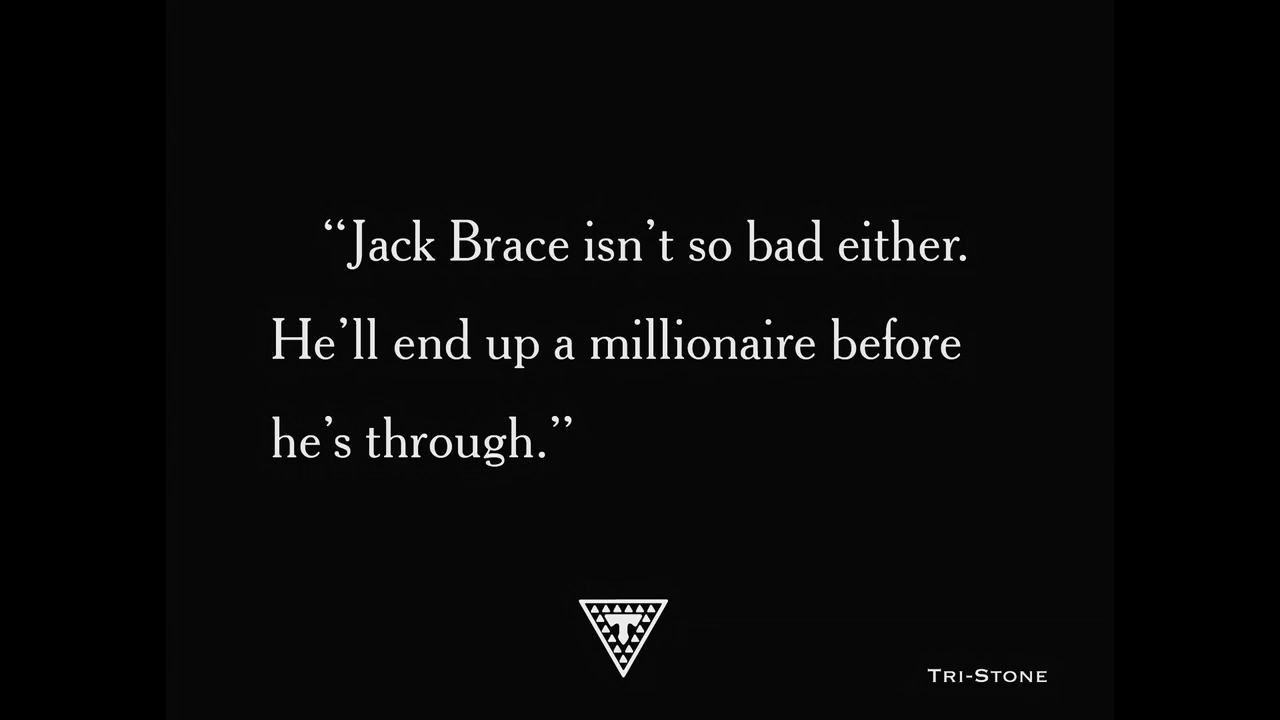 “Jack Brace isn’t so bad either.
He’ll end up a millionaire before
he’s through.”
T
Tri-Stone